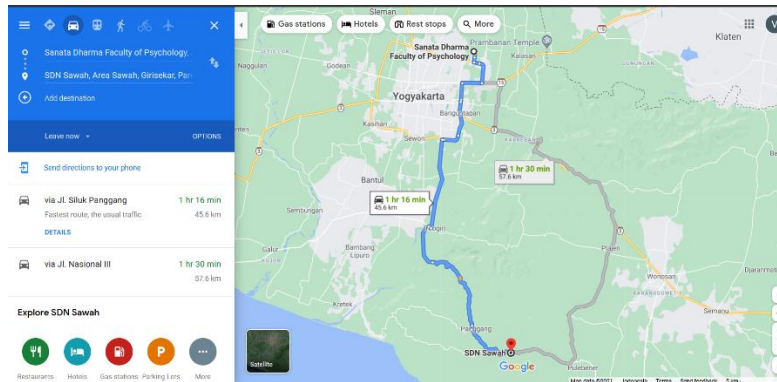 Sanata Dharma Faculty of Psychology,
SDN Sawah, Area Sawah, Girisekar, Pan
Add destination
Leave now
OPTIONS
Send directions to your phone
via Jl. Siluk Panggang
1 hr 16 min
Fastest route, the usual traffic
45.6 km
DETAILS
via Jl. Nasional III
1 hr 30 min
57.6 km
Explore SDN Sawah
Restaurants
Hotels
Gas stations
Parking Lots
More
Gas stations
Hotels
Rest stops
More
Sleman
Sanata Dharma
Faculty of Psychology
Prambanan Temple
Klaten
Kalasan
Naggulan
Godean
Yogyakarta
Banguntapan
Kasihan
Sewon
1 hr 30 min
57.6 km
Bantul
1 hr 16 min
45.6 km
Sembungan
Imogiri
Galur
Bambang
Lipuro
Playen
Wonosari
Kretek
Semanu
Panggang
SDN Sawah
Google
Satellite
Map data ©2021
Indonesia
Terms
Send feedback
5 km